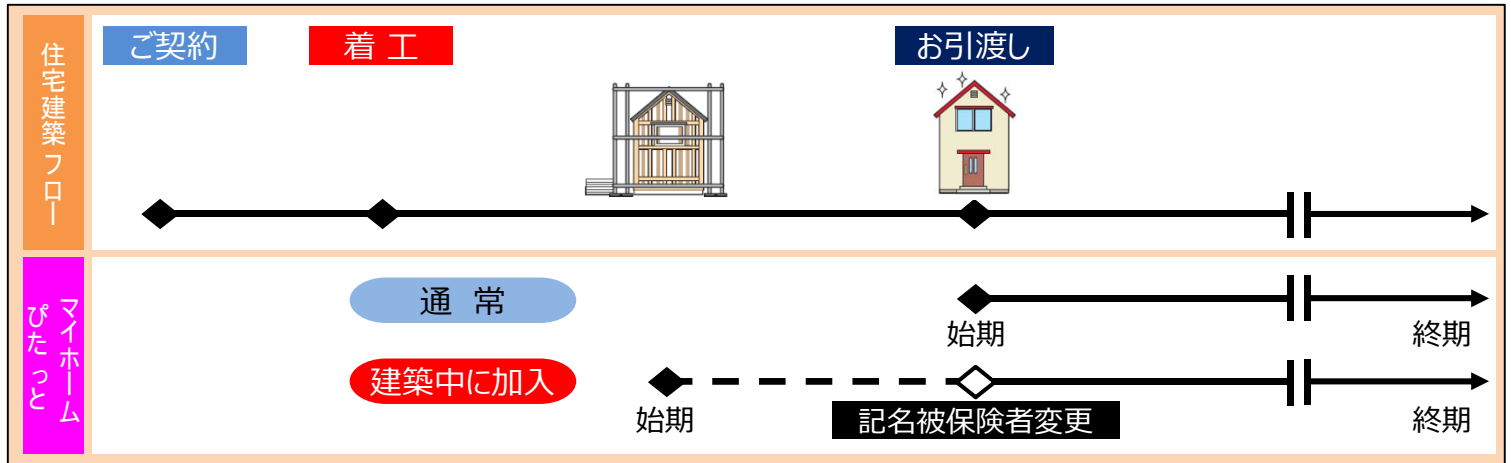 住宅建築フロー
ご契約
着 工
お引渡し
マイホーム
ぴたっと
通 常
始期
終期
建築中に加入
始期
記名被保険者変更
終期